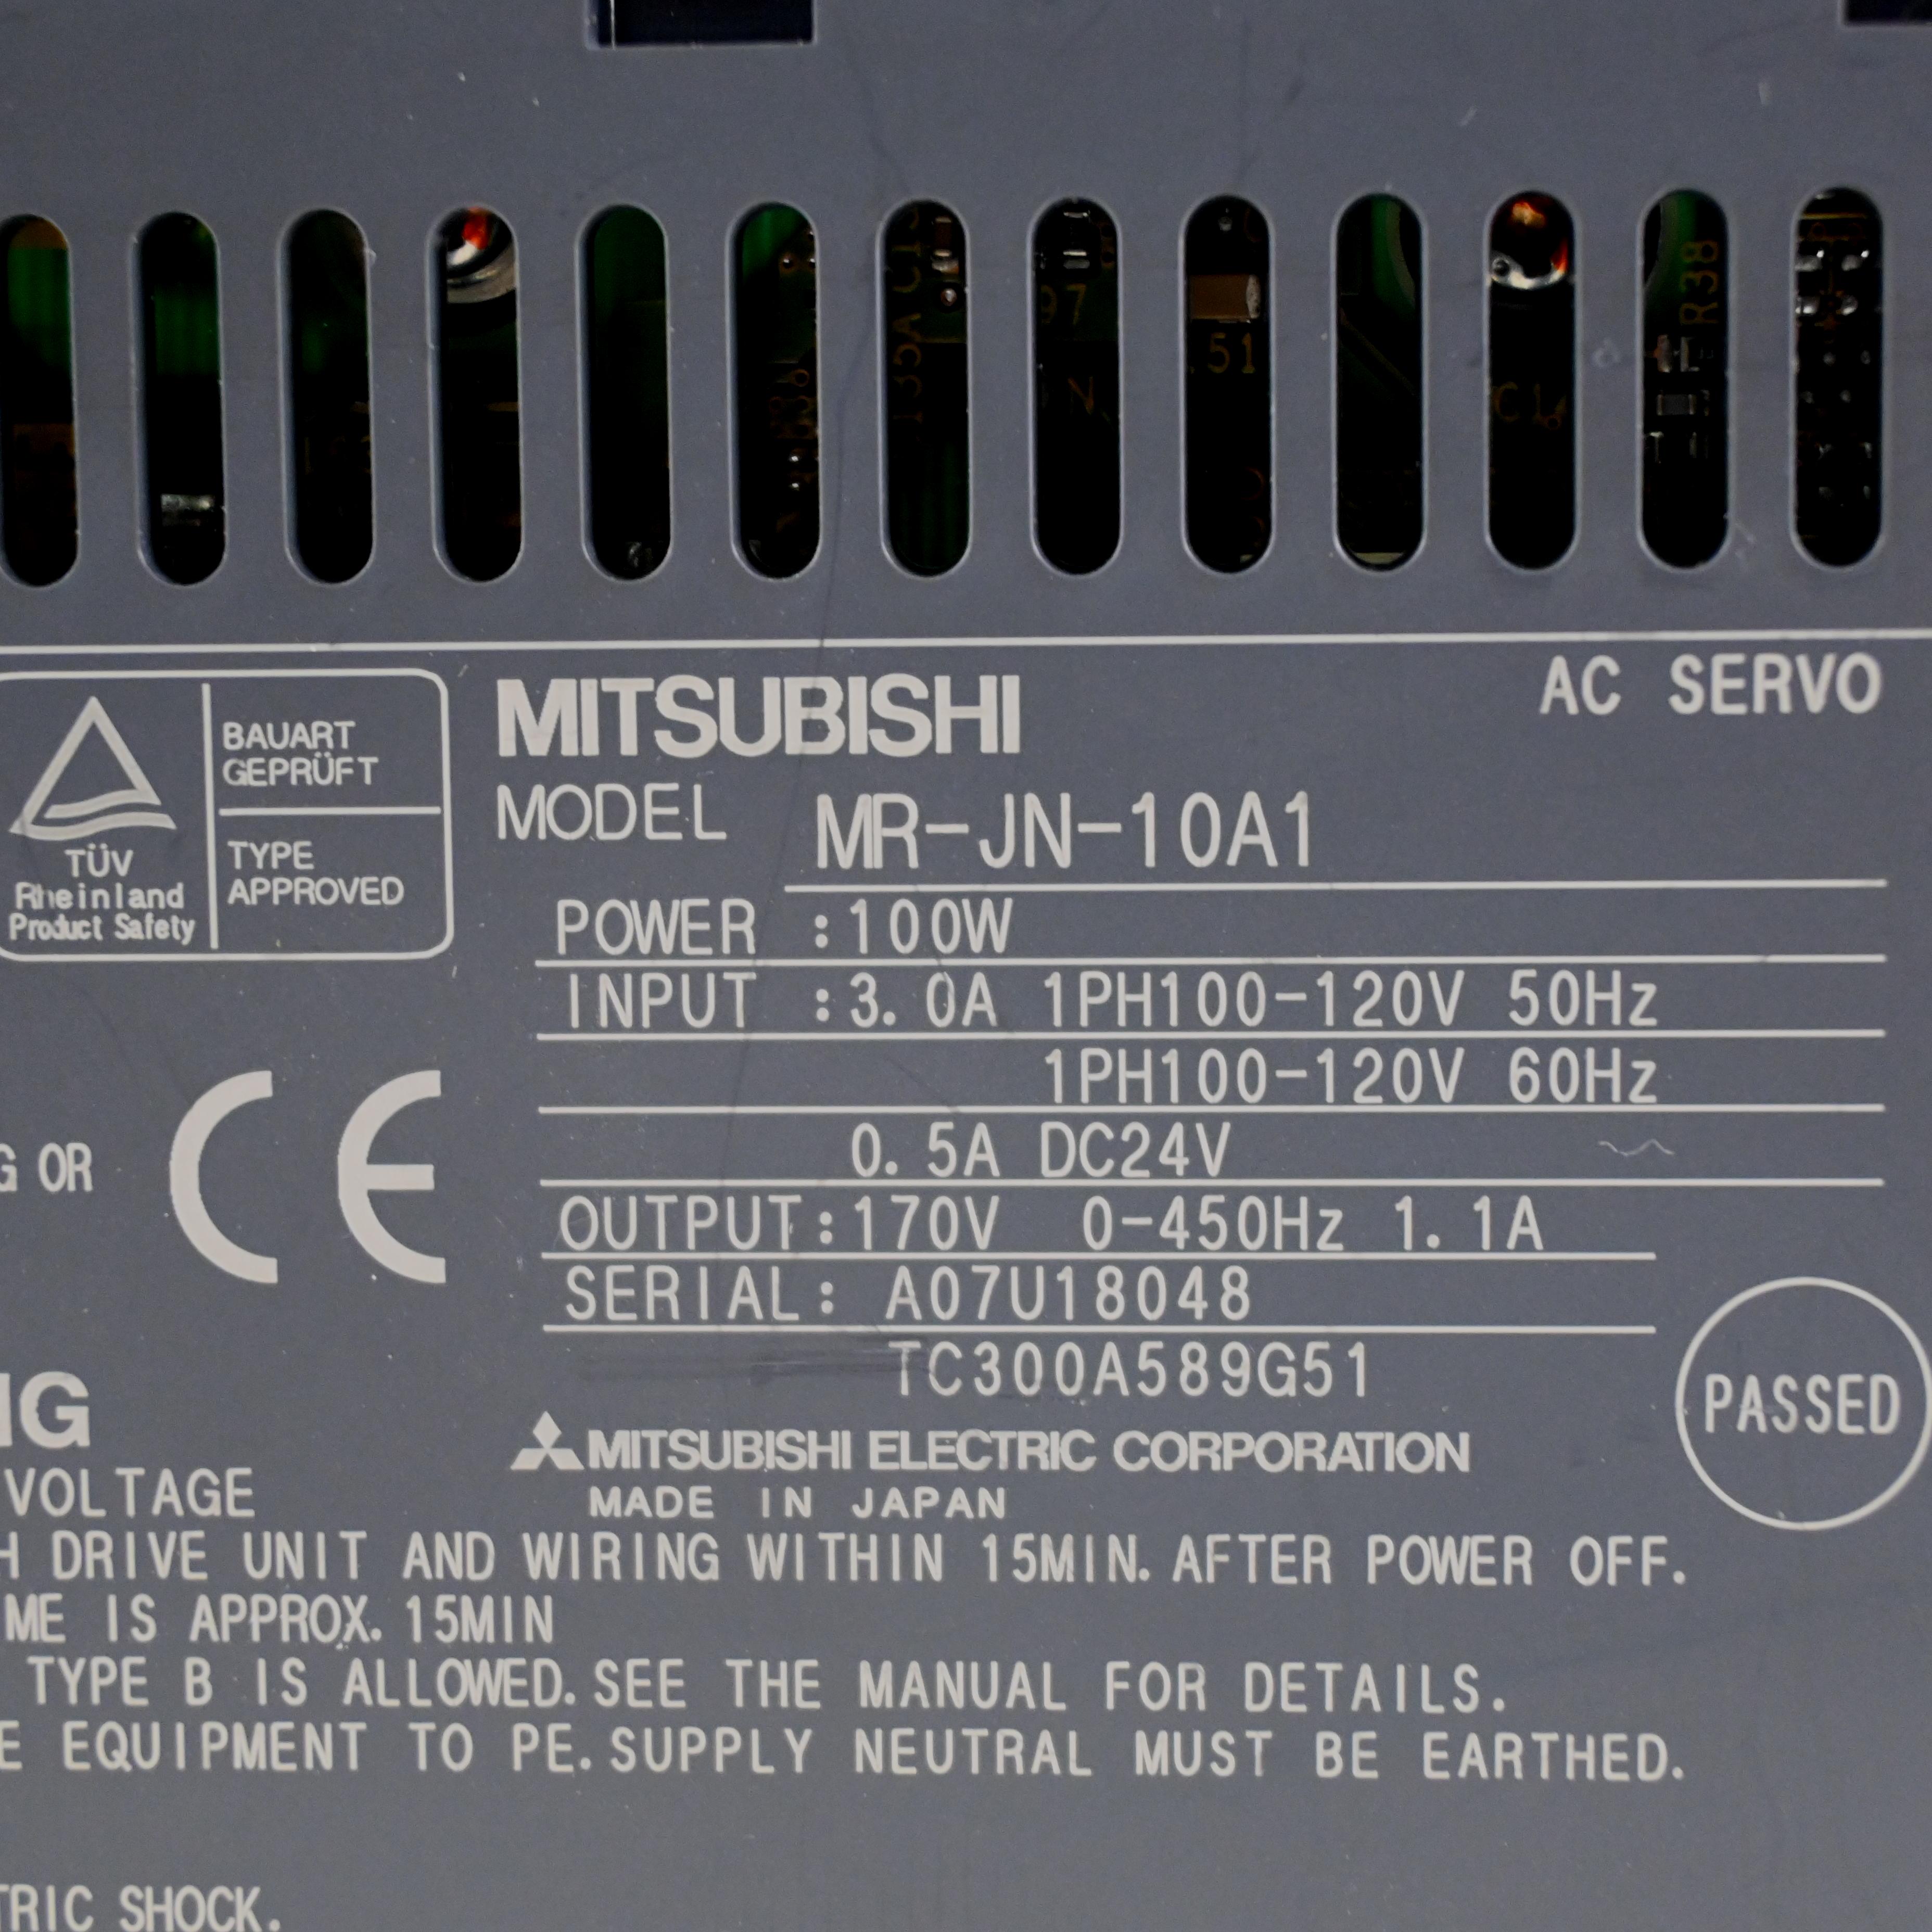 97
51
R38
AC SERVO
MITSUBISHI
BAUART
GEPRÜFT
TYPE
APPROVED
TÜV
Rheinland
Product Safety
MODEL MR-JN-10A1
POWER :100W
INPUT :3.0A 1PH100-120V 50Hz
1PH100-120V 60Hz
0.5A DC24V
OUTPUT:170V 0-450Hz 1.1A
SERIAL: A07U18048
TC300A589G51
PASSED
CE
OR
MITSUBISHI ELECTRIC CORPORATION
MADE IN JAPAN
VOLTAGE
DRIVE UNIT AND WIRING WITHIN 15MIN. AFTER POWER OFF.
IS APPROX. 15MIN
TYPE B IS ALLOWED. SEE THE MANUAL FOR DETAILS.
EQUIPMENT TO PE. SUPPLY NEUTRAL MUST BE EARTHED.
SHOCK.